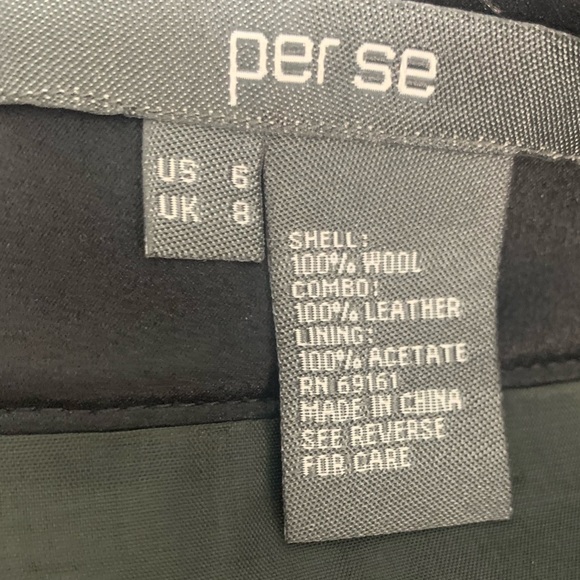 per se
US 6
UK 8
SHELL:
100% WOOL
COMBO:
100% LEATHER
LINING:
100% ACETATE
RN 69161
MADE IN CHINA
SEE REVERSE
FOR CARE